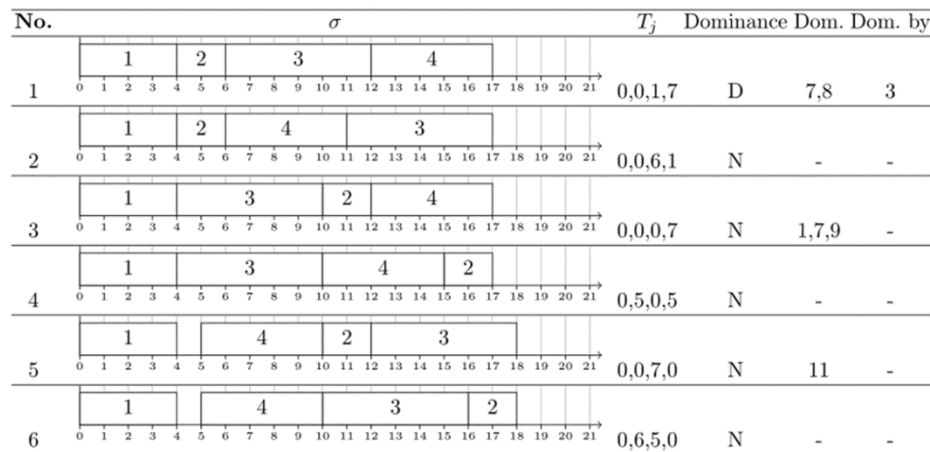 No. σ T_j Dominance Dom. Dom. by
1 2 3 4
0 1 2 3 4 5 6 7 8 9 10 11 12 13 14 15 16 17 18 19 20 21
1 0,0,1,7 D 7,8 3
1 2 4 3
0 1 2 3 4 5 6 7 8 9 10 11 12 13 14 15 16 17 18 19 20 21
2 0,0,6,1 N - -
1 3 2 4
0 1 2 3 4 5 6 7 8 9 10 11 12 13 14 15 16 17 18 19 20 21
3 0,0,0,7 N 1,7,9 -
1 3 4 2
0 1 2 3 4 5 6 7 8 9 10 11 12 13 14 15 16 17 18 19 20 21
4 0,5,0,5 N - -
1 4 2 3
0 1 2 3 4 5 6 7 8 9 10 11 12 13 14 15 16 17 18 19 20 21
5 0,0,7,0 N 11 -
1 4 3 2
0 1 2 3 4 5 6 7 8 9 10 11 12 13 14 15 16 17 18 19 20 21
6 0,6,5,0 N - -